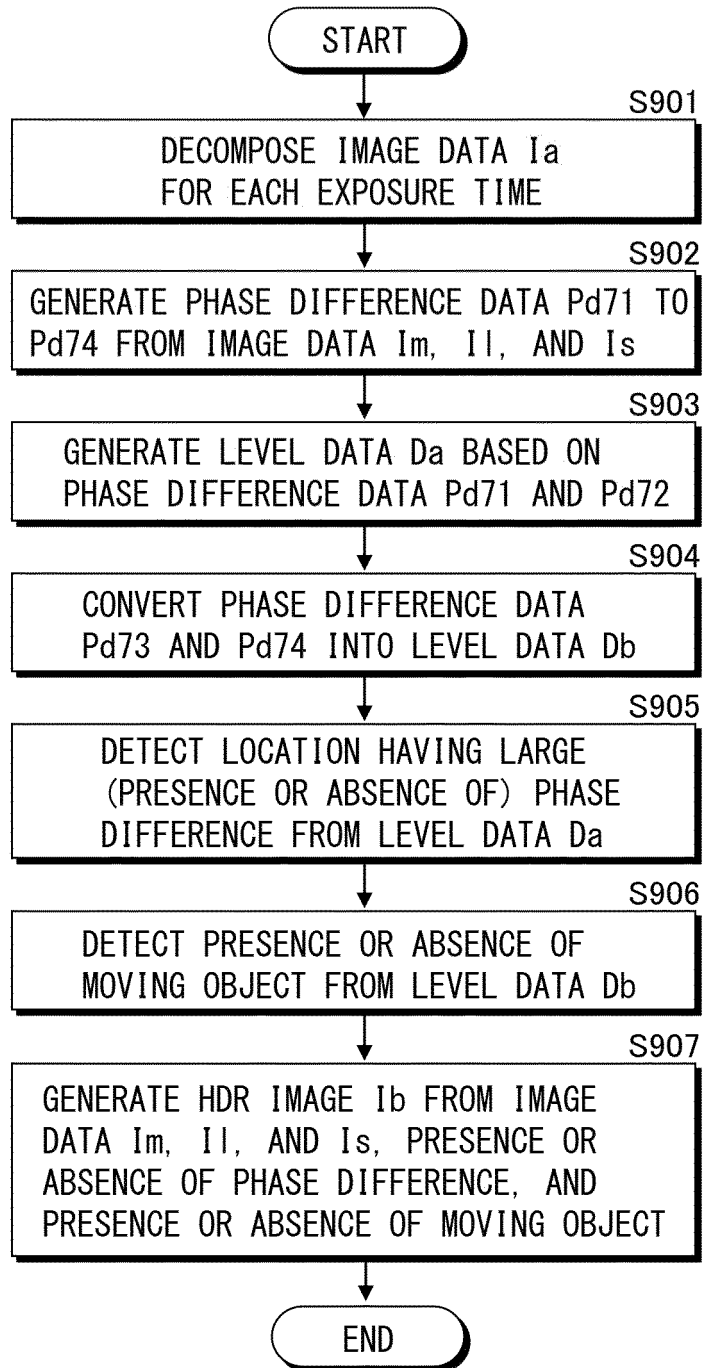 START
S901
DECOMPOSE IMAGE DATA Ia
FOR EACH EXPOSURE TIME
S902
GENERATE PHASE DIFFERENCE DATA Pd71 TO
Pd74 FROM IMAGE DATA Im, Il, AND Is
S903
GENERATE LEVEL DATA Da BASED ON
PHASE DIFFERENCE DATA Pd71 AND Pd72
S904
CONVERT PHASE DIFFERENCE DATA
Pd73 AND Pd74 INTO LEVEL DATA Db
S905
DETECT LOCATION HAVING LARGE
(PRESENCE OR ABSENCE OF) PHASE
DIFFERENCE FROM LEVEL DATA Da
S906
DETECT PRESENCE OR ABSENCE OF
MOVING OBJECT FROM LEVEL DATA Db
S907
GENERATE HDR IMAGE Ib FROM IMAGE
DATA Im, Il, AND Is, PRESENCE OR
ABSENCE OF PHASE DIFFERENCE, AND
PRESENCE OR ABSENCE OF MOVING OBJECT
END